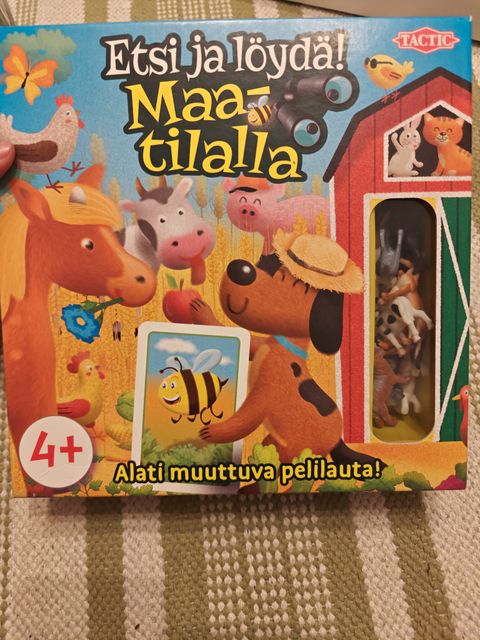 Etsi ja löydä!
TACTIC
Maa-
tilalla
4+
Alati muuttuva pelilauta!